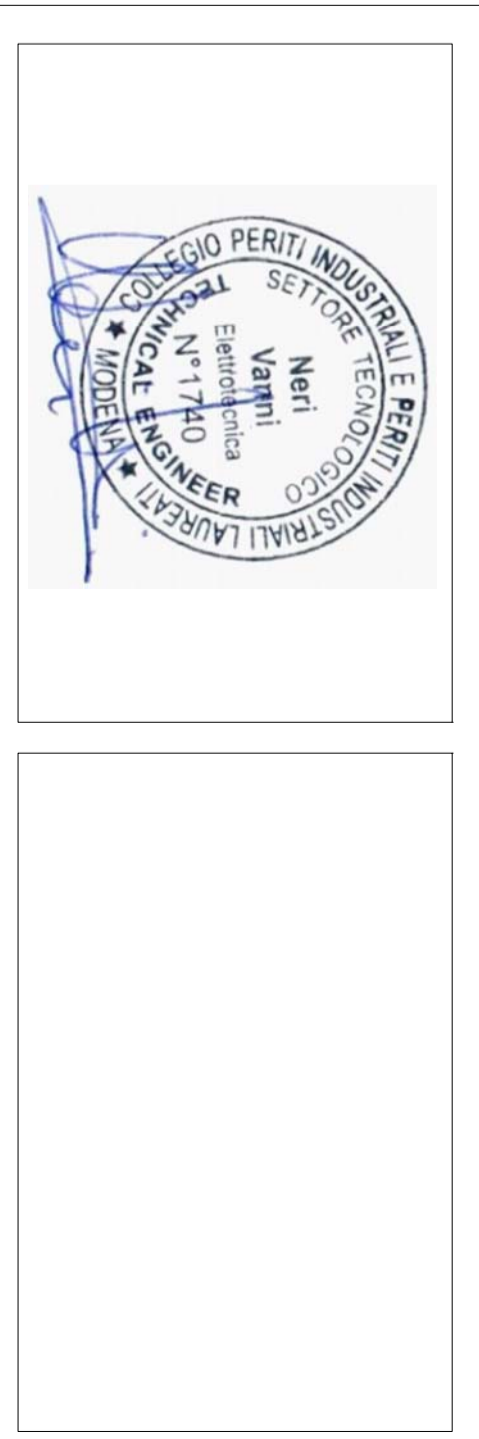 COLLEGIO PERITI INDUSTRIALI E PERITI INDUSTRIALI LAUREATI
★ MODENA ★
SETTORE TECNOLOGICO
Neri
Vanni
Elettrotecnica
N°1740
TECHNICAL ENGINEER